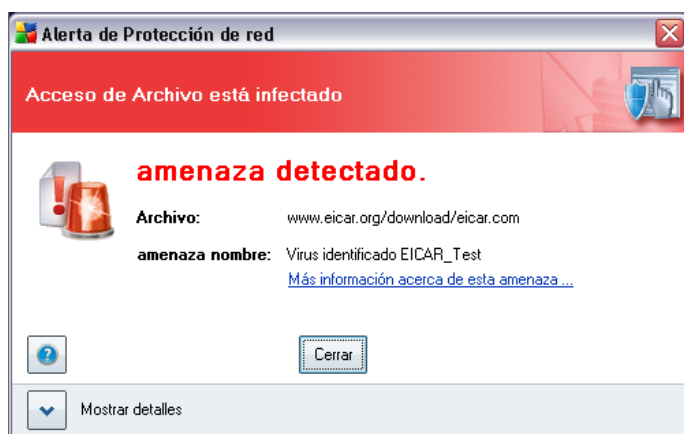 Alerta de Protección de red
Acceso de Archivo está infectado
amenaza detectado.
Archivo: www.eicar.org/download/eicar.com
amenaza nombre: Virus identificado EICAR_Test
Más información acerca de esta amenaza ...
Cerrar
Mostrar detalles